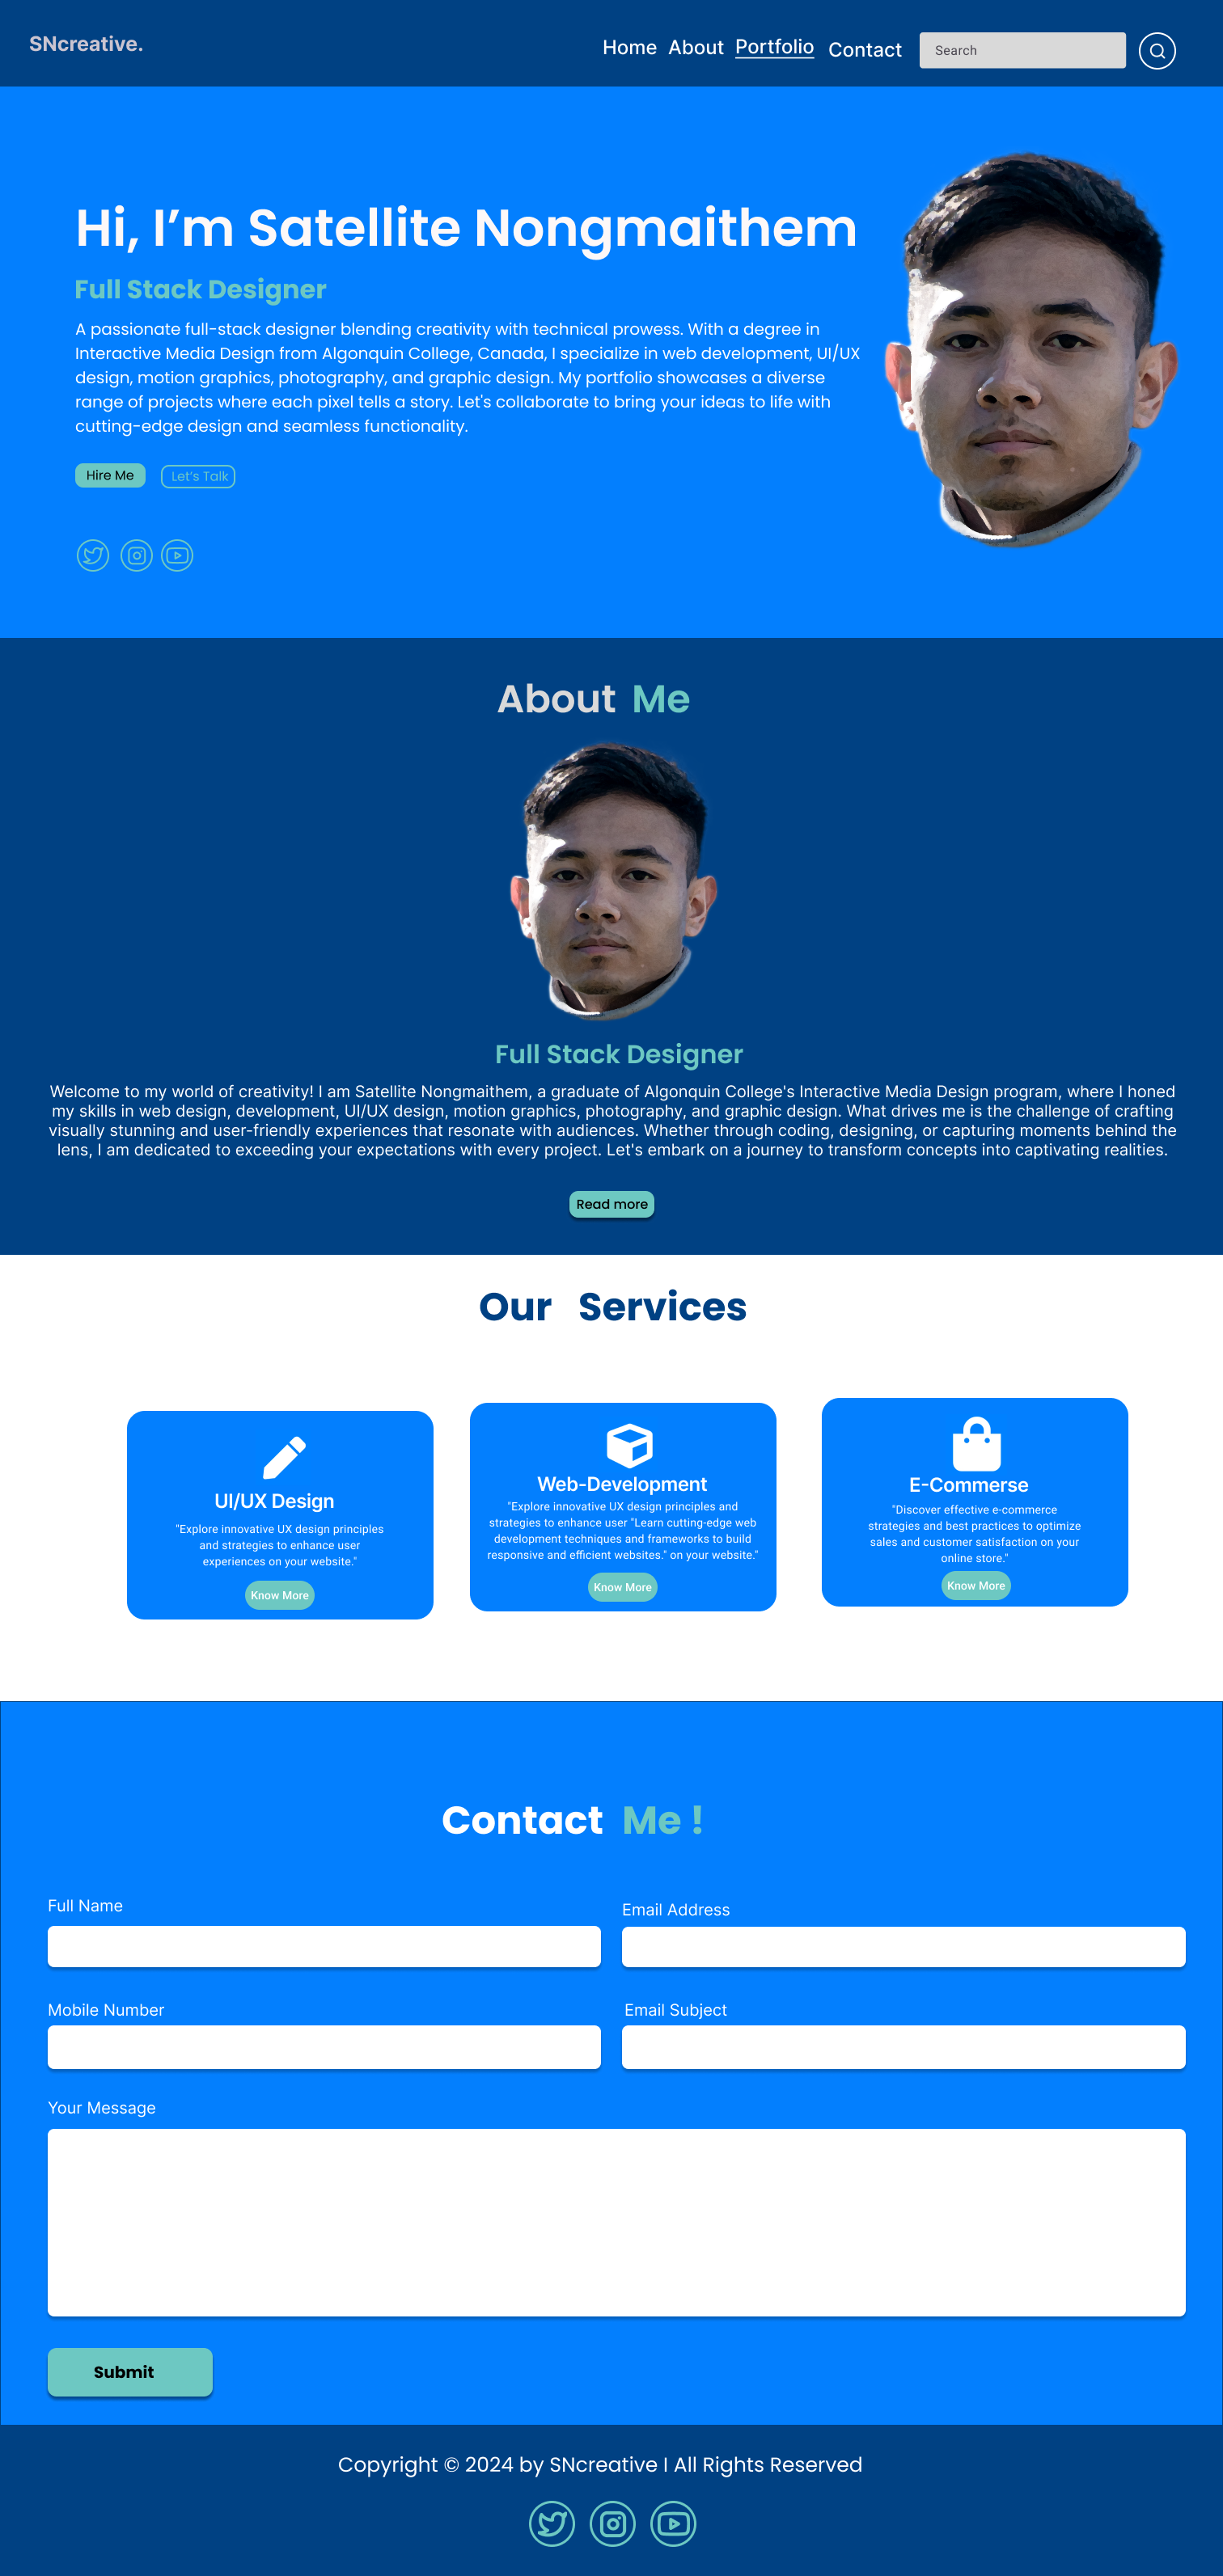 SNcreative.
Home About Portfolio Contact Search
Hi, I’m Satellite Nongmaithem
Full Stack Designer
A passionate full-stack designer blending creativity with technical prowess. With a degree in
Interactive Media Design from Algonquin College, Canada, I specialize in web development, UI/UX
design, motion graphics, photography, and graphic design. My portfolio showcases a diverse
range of projects where each pixel tells a story. Let's collaborate to bring your ideas to life with
cutting-edge design and seamless functionality.
Hire Me Let’s Talk
About Me
Full Stack Designer
Welcome to my world of creativity! I am Satellite Nongmaithem, a graduate of Algonquin College's Interactive Media Design program, where I honed
my skills in web design, development, UI/UX design, motion graphics, photography, and graphic design. What drives me is the challenge of crafting
visually stunning and user-friendly experiences that resonate with audiences. Whether through coding, designing, or capturing moments behind the
lens, I am dedicated to exceeding your expectations with every project. Let's embark on a journey to transform concepts into captivating realities.
Read more
Our Services
UI/UX Design
"Explore innovative UX design principles
and strategies to enhance user
experiences on your website."
Know More
Web-Development
"Explore innovative UX design principles and
strategies to enhance user "Learn cutting-edge web
development techniques and frameworks to build
responsive and efficient websites." on your website."
Know More
E-Commerse
"Discover effective e-commerce
strategies and best practices to optimize
sales and customer satisfaction on your
online store."
Know More
Contact Me !
Full Name
Email Address
Mobile Number
Email Subject
Your Message
Submit
Copyright © 2024 by SNcreative I All Rights Reserved